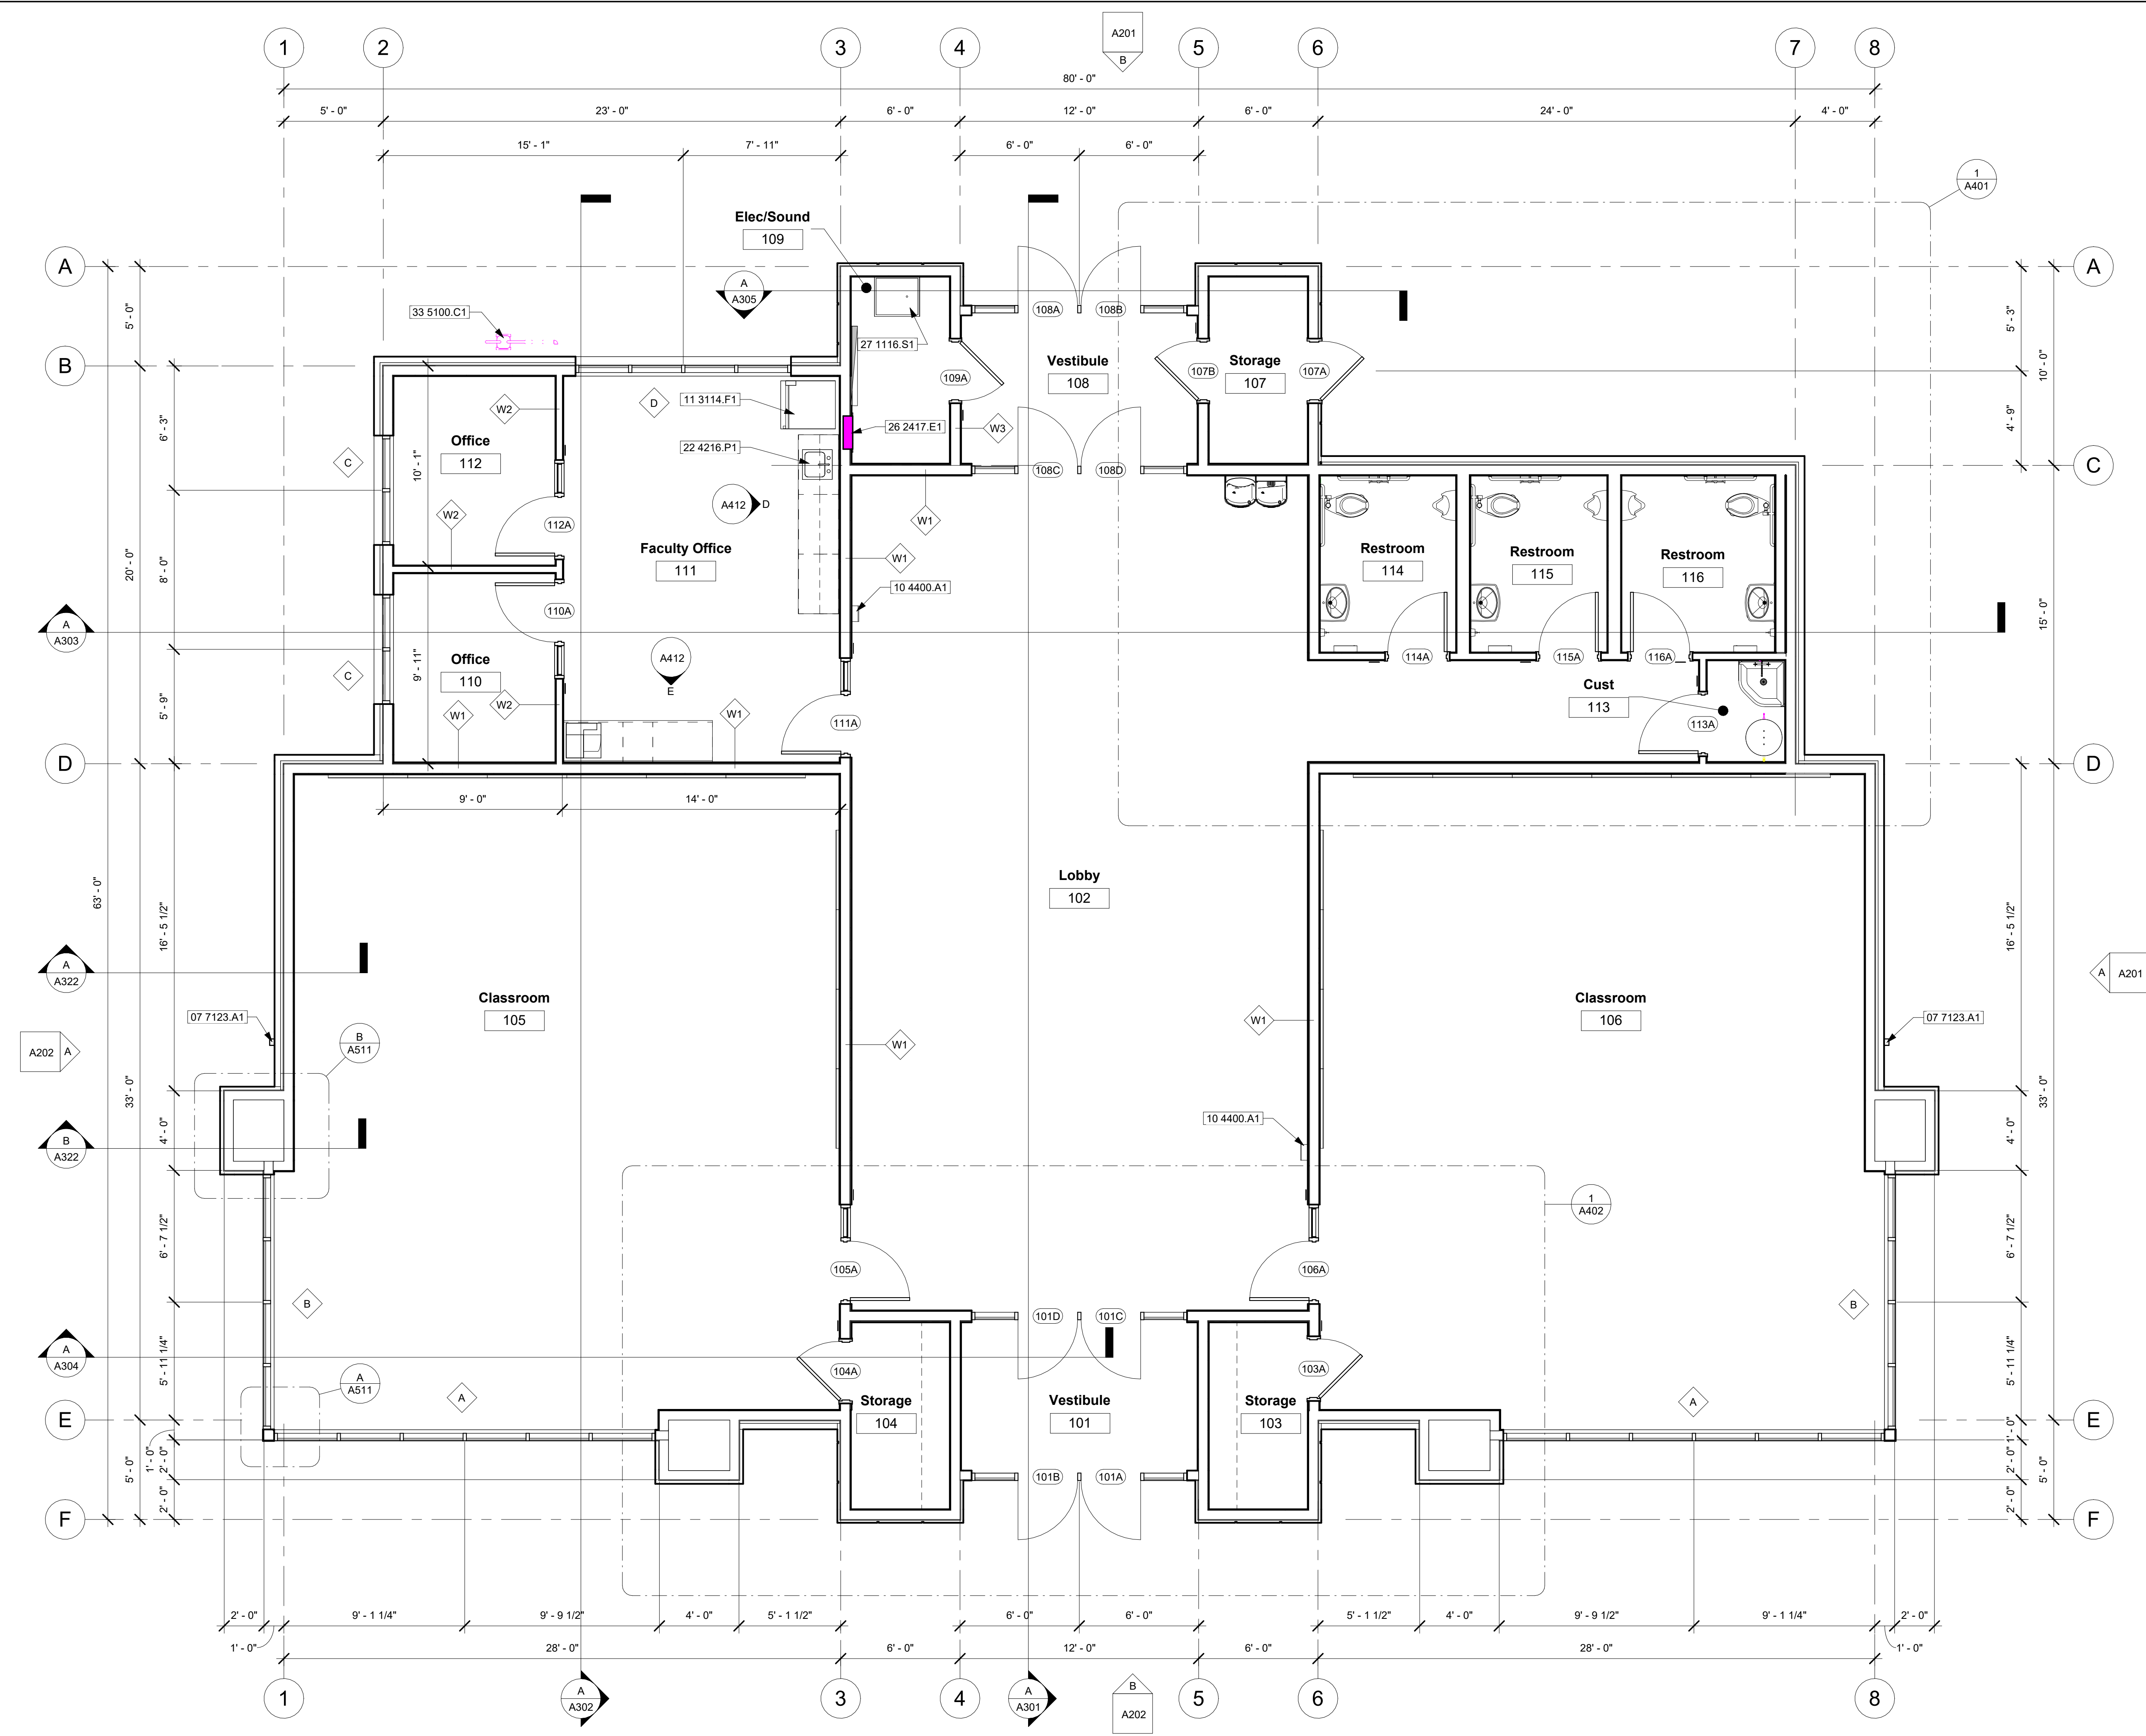 1
2
3
4
5
6
7
8
A201
B
80' - 0"
5' - 0"
23' - 0"
6' - 0"
12' - 0"
6' - 0"
24' - 0"
4' - 0"
15' - 1"
7' - 11"
6' - 0"
6' - 0"
1
A401
Elec/Sound
109
A
A
A
A305
33 5100.C1
108A
108B
27 1116.S1
Vestibule
108
Storage
107
107B
107A
109A
5' - 0"
5' - 3"
10' - 0"
4' - 9"
B
D
11 3114.F1
W2
26 2417.E1
W3
22 4216.P1
Office
112
C
10' - 1"
6' - 3"
108C
108D
C
C
A412
D
W1
W2
112A
Faculty Office
111
W1
10 4400.A1
Restroom
114
Restroom
115
Restroom
116
20' - 0"
8' - 0"
15' - 0"
110A
A
A303
Office
110
C
9' - 11"
A412
E
W2
W1
W1
111A
114A
115A
116A
Cust
113
113A
5' - 9"
D
D
9' - 0"
14' - 0"
63' - 0"
16' - 5 1/2"
16' - 5 1/2"
Lobby
102
A
A322
A
A201
Classroom
105
Classroom
106
07 7123.A1
07 7123.A1
W1
W1
B
A511
A202
A
33' - 0"
33' - 0"
4' - 0"
4' - 0"
10 4400.A1
B
A322
1
A402
6' - 7 1/2"
6' - 7 1/2"
105A
106A
B
B
101D
101C
A
A304
5' - 11 1/4"
5' - 11 1/4"
104A
103A
A
A511
A
A
Storage
104
Vestibule
101
Storage
103
E
E
1' - 0"
2' - 0"
5' - 0"
2' - 0"
1' - 0"
2' - 0"
5' - 0"
2' - 0"
101B
101A
F
F
2' - 0"
9' - 1 1/4"
9' - 9 1/2"
4' - 0"
5' - 1 1/2"
6' - 0"
6' - 0"
5' - 1 1/2"
4' - 0"
9' - 9 1/2"
9' - 1 1/4"
2' - 0"
1' - 0"
28' - 0"
6' - 0"
12' - 0"
6' - 0"
28' - 0"
1' - 0"
1
A
A302
3
4
A
A301
B
A202
5
6
8